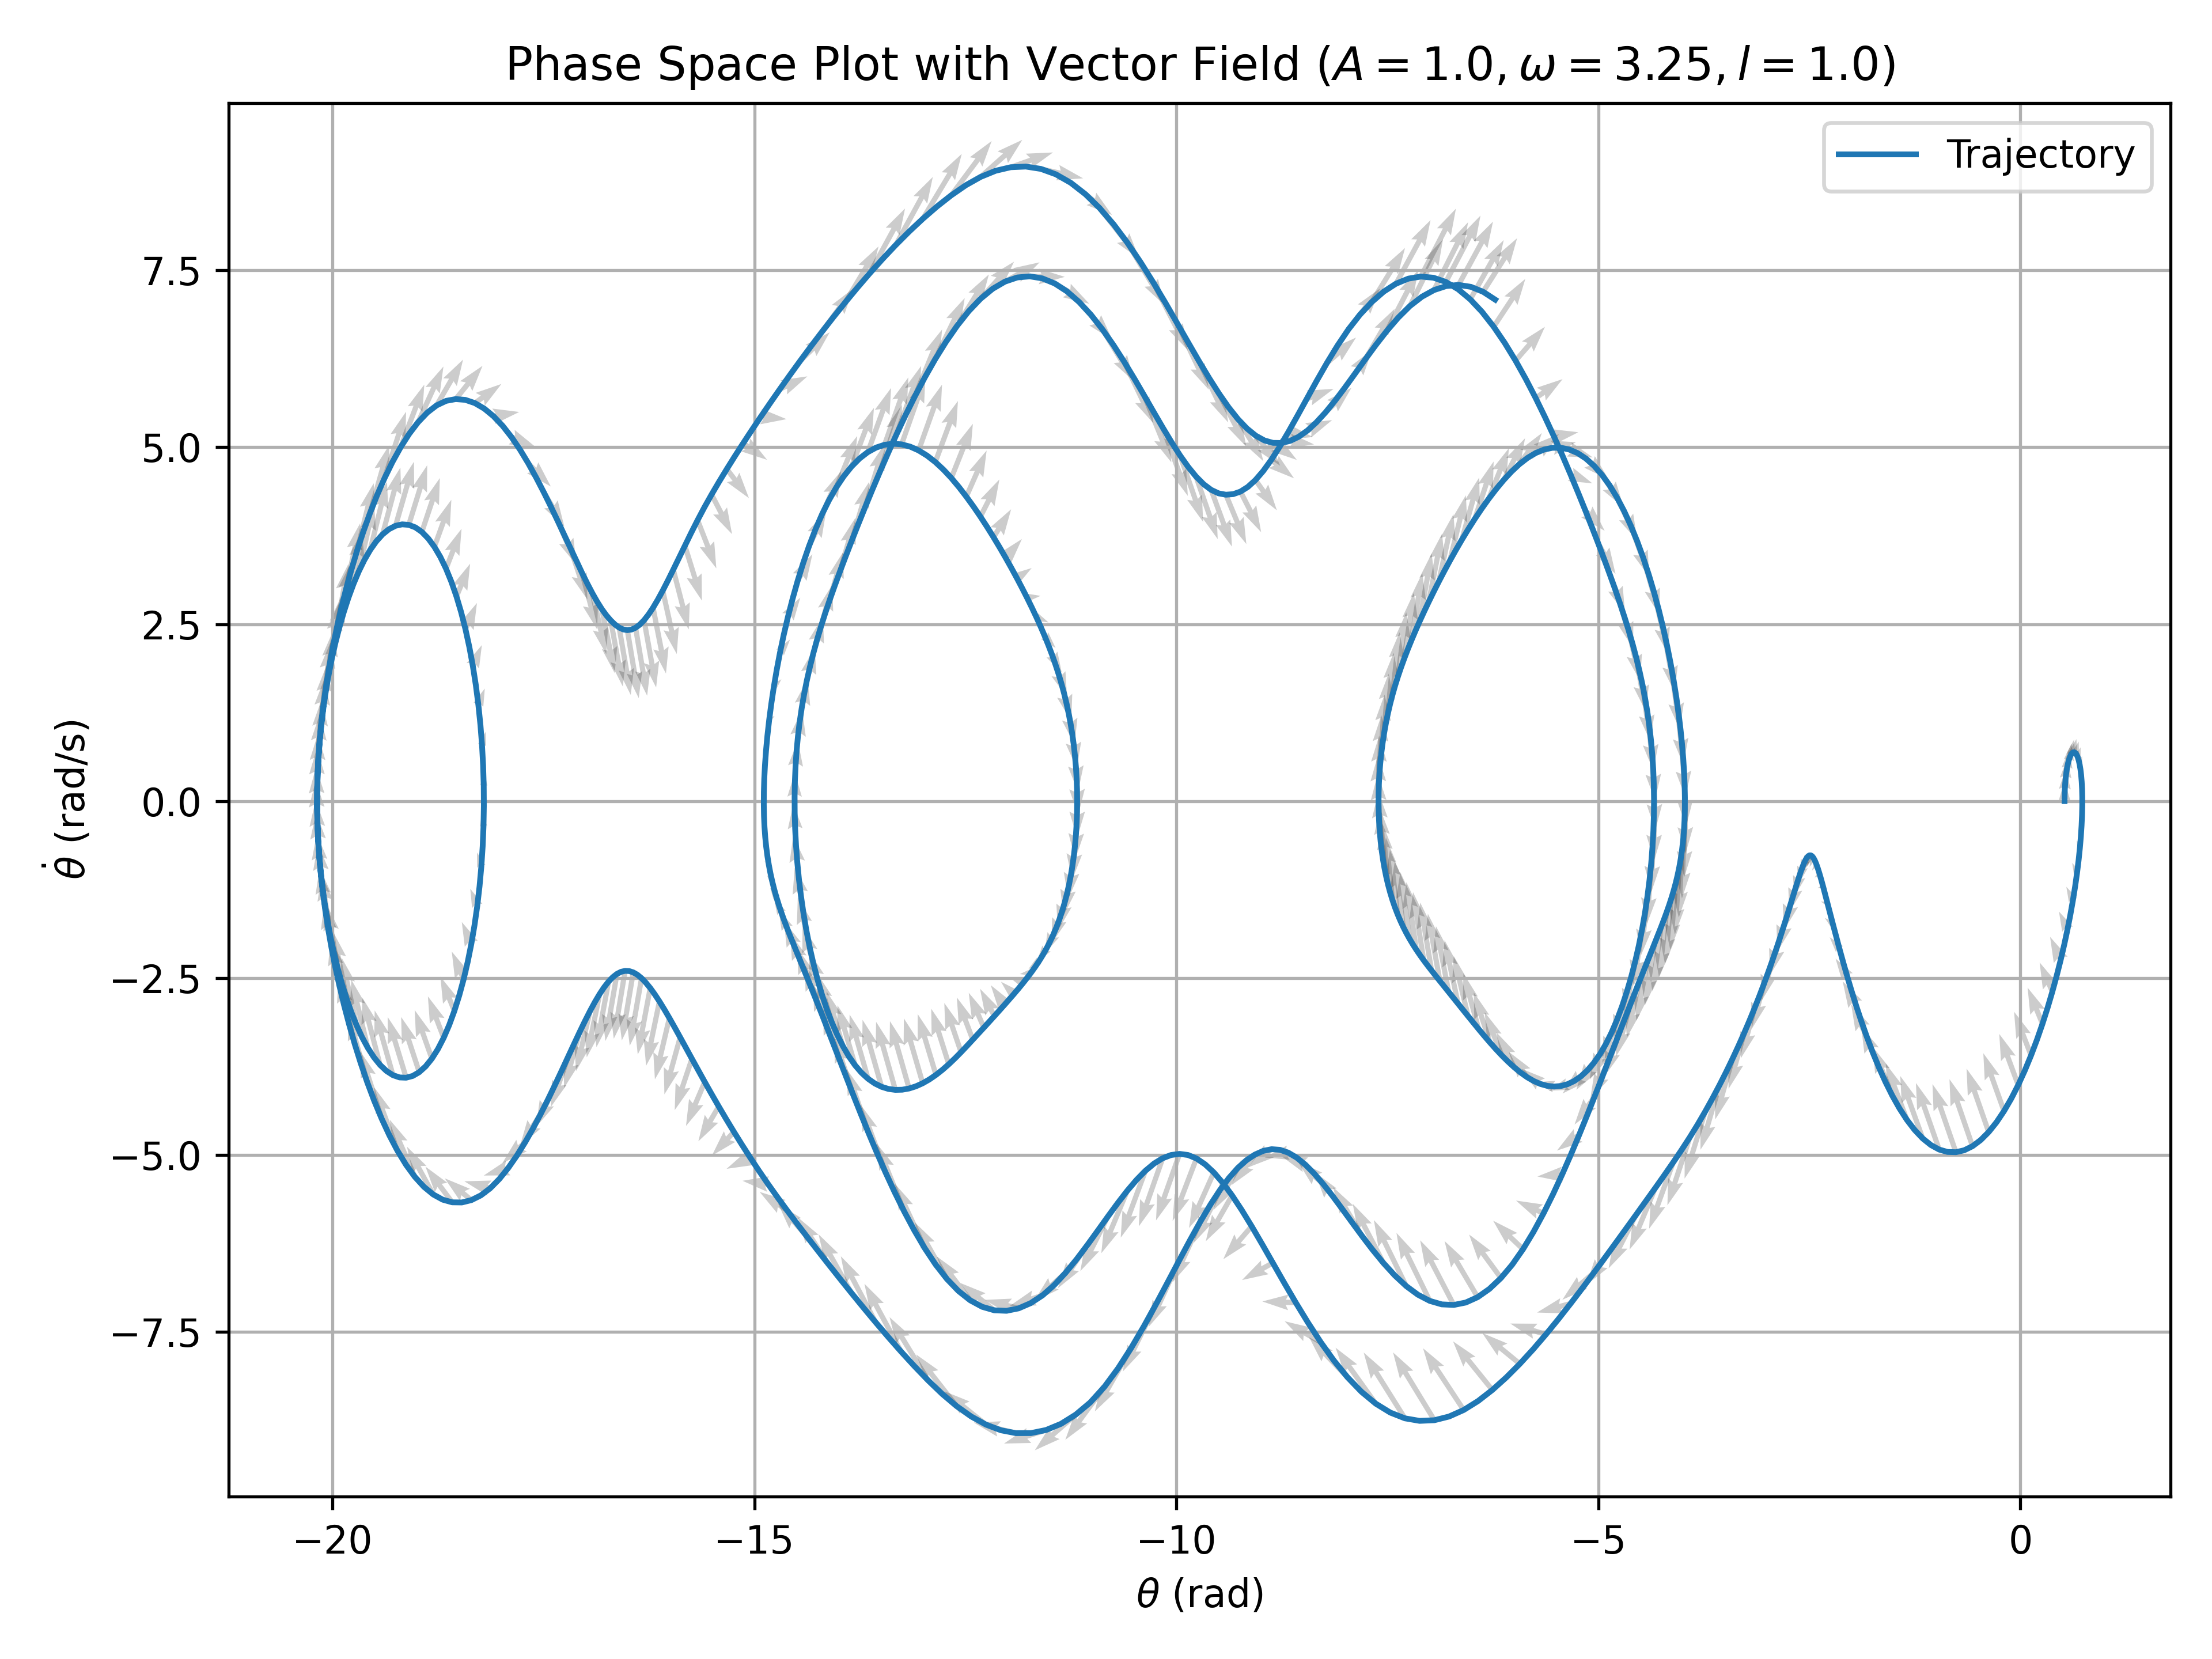 Phase Space Plot with Vector Field (A = 1.0, ω = 3.25, l = 1.0)
Trajectory
7.5
5.0
2.5
0.0
−2.5
−5.0
−7.5
θ̇ (rad/s)
−20 −15 −10 −5 0
θ (rad)